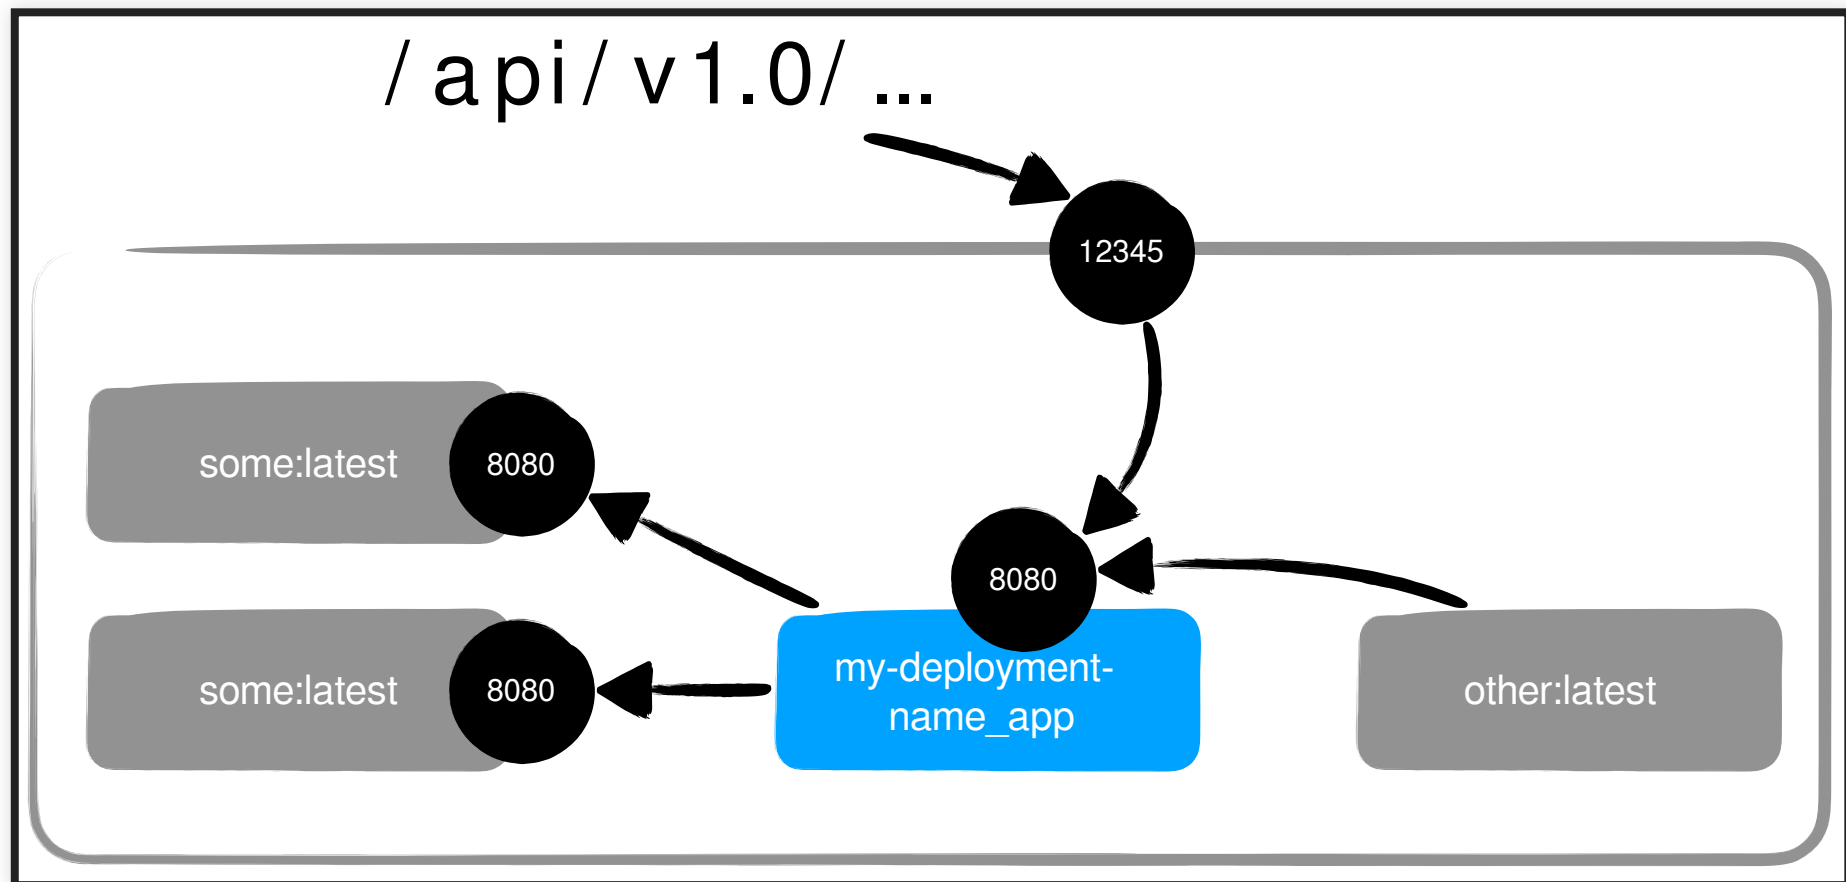 /api/v1.0/...
12345
some:latest
8080
8080
some:latest
8080
my-deployment-
name_app
other:latest